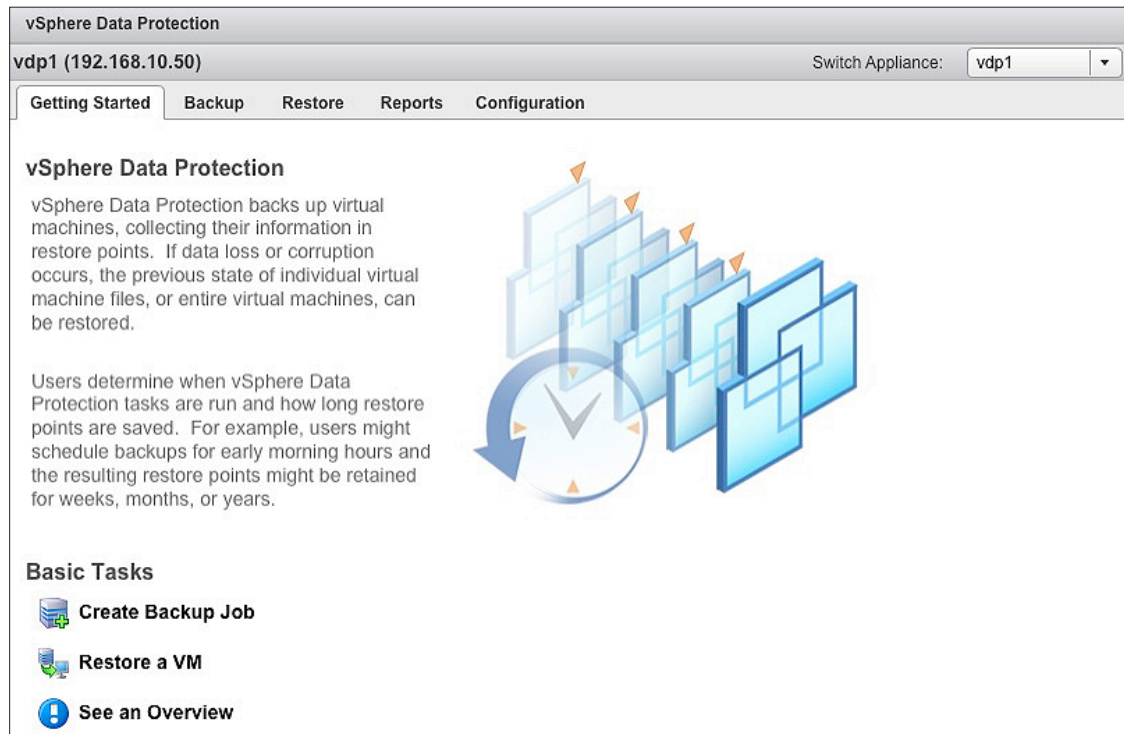 vSphere Data Protection
vdp1 (192.168.10.50)
Switch Appliance:
vdp1
Getting Started
Backup
Restore
Reports
Configuration
vSphere Data Protection
vSphere Data Protection backs up virtual
machines, collecting their information in
restore points.  If data loss or corruption
occurs, the previous state of individual virtual
machine files, or entire virtual machines, can
be restored.
Users determine when vSphere Data
Protection tasks are run and how long restore
points are saved.  For example, users might
schedule backups for early morning hours and
the resulting restore points might be retained
for weeks, months, or years.
Basic Tasks
Create Backup Job
Restore a VM
See an Overview